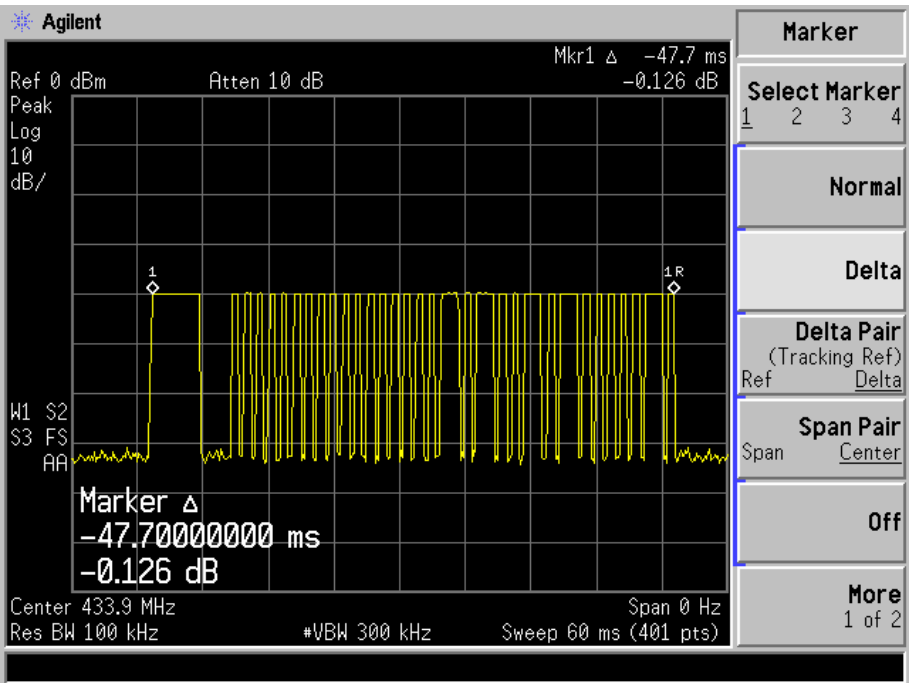 Agilent
Marker
Mkr1 Δ -47.7 ms
Ref 0 dBm Atten 10 dB -0.126 dB
Peak
Log
10
dB/
1
1R
W1 S2
S3 FS
AA
Marker Δ
-47.70000000 ms
-0.126 dB
Center 433.9 MHz Span 0 Hz
Res BW 100 kHz #VBW 300 kHz Sweep 60 ms (401 pts)
Select Marker
1 2 3 4
Normal
Delta
Delta Pair
(Tracking Ref)
Ref Delta
Span Pair
Span Center
Off
More
1 of 2